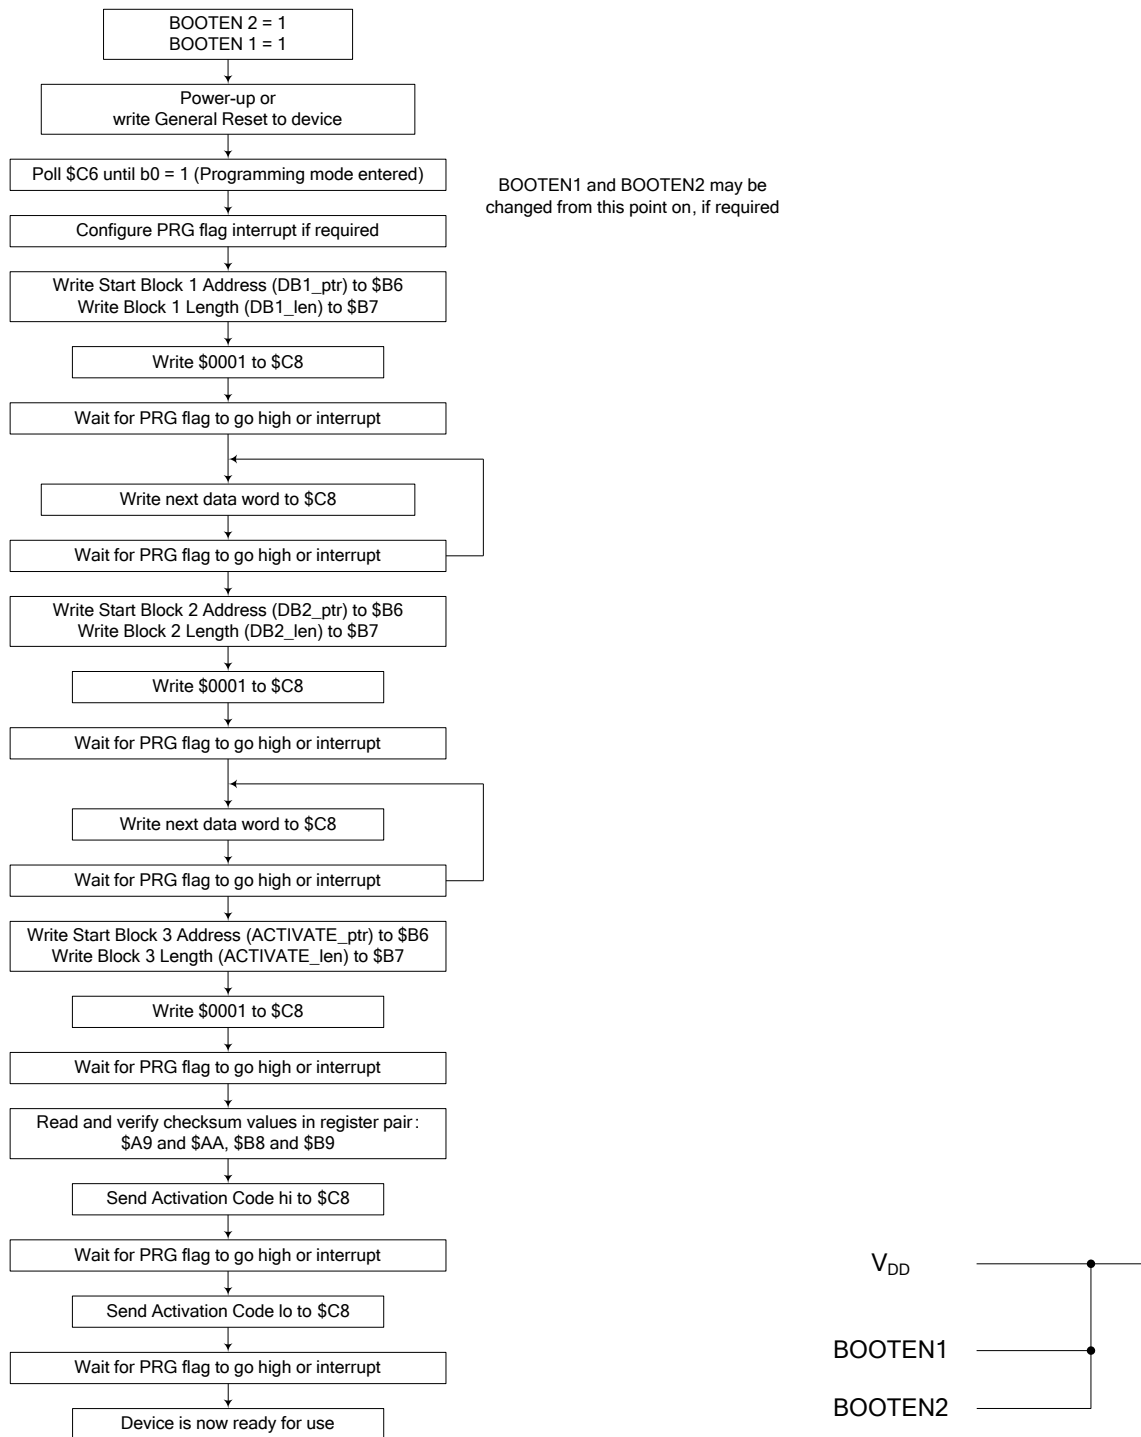 BOOTEN 2 = 1
BOOTEN 1 = 1
Power-up or
write General Reset to device
Poll $C6 until b0 = 1 (Programming mode entered)
BOOTEN1 and BOOTEN2 may be
changed from this point on, if required
Configure PRG flag interrupt if required
Write Start Block 1 Address (DB1_ptr) to $B6
Write Block 1 Length (DB1_len) to $B7
Write $0001 to $C8
Wait for PRG flag to go high or interrupt
Write next data word to $C8
Wait for PRG flag to go high or interrupt
Write Start Block 2 Address (DB2_ptr) to $B6
Write Block 2 Length (DB2_len) to $B7
Write $0001 to $C8
Wait for PRG flag to go high or interrupt
Write next data word to $C8
Wait for PRG flag to go high or interrupt
Write Start Block 3 Address (ACTIVATE_ptr) to $B6
Write Block 3 Length (ACTIVATE_len) to $B7
Write $0001 to $C8
Wait for PRG flag to go high or interrupt
Read and verify checksum values in register pair:
$A9 and $AA, $B8 and $B9
Send Activation Code hi to $C8
Wait for PRG flag to go high or interrupt
Send Activation Code lo to $C8
Wait for PRG flag to go high or interrupt
Device is now ready for use
VDD
BOOTEN1
BOOTEN2